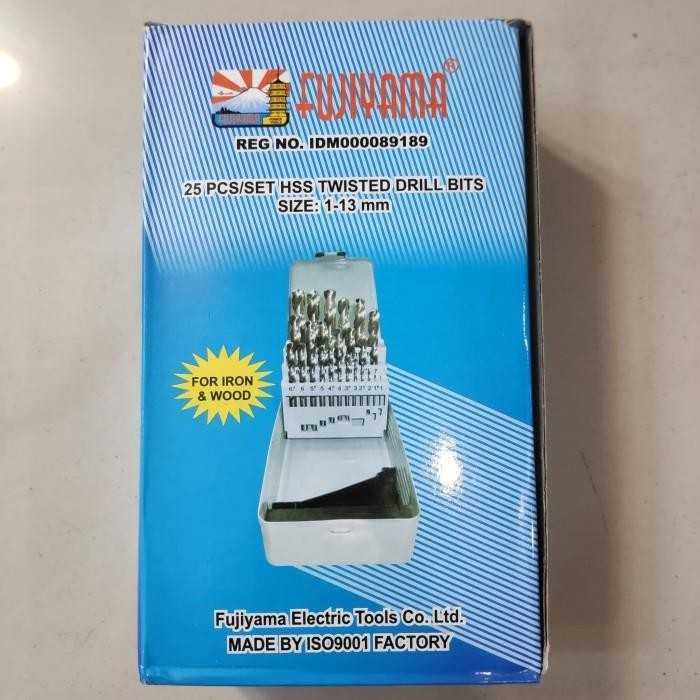 FUJIYAMA
FUJIYAMA®
REG NO. IDM000089189
25 PCS/SET HSS TWISTED DRILL BITS
SIZE: 1-13 mm
FOR IRON
& WOOD
Fujiyama Electric Tools Co. Ltd.
MADE BY ISO9001 FACTORY